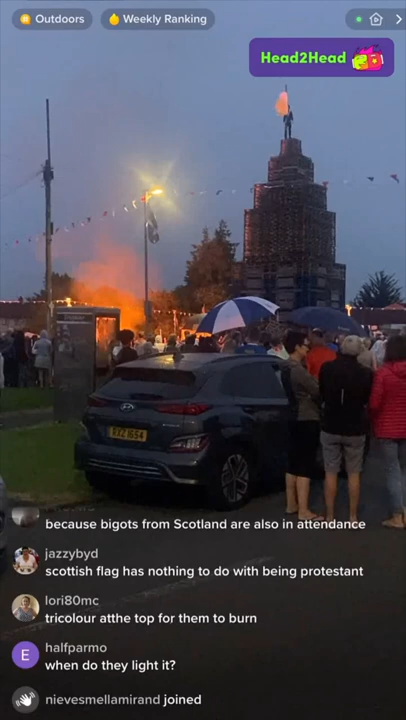 Outdoors
Weekly Ranking
Head2Head
RXZ 1654
because bigots from Scotland are also in attendance
jazzybyd
scottish flag has nothing to do with being protestant
lori80mc
tricolour atthe top for them to burn
E
halfparmo
when do they light it?
nievesmellamirand joined